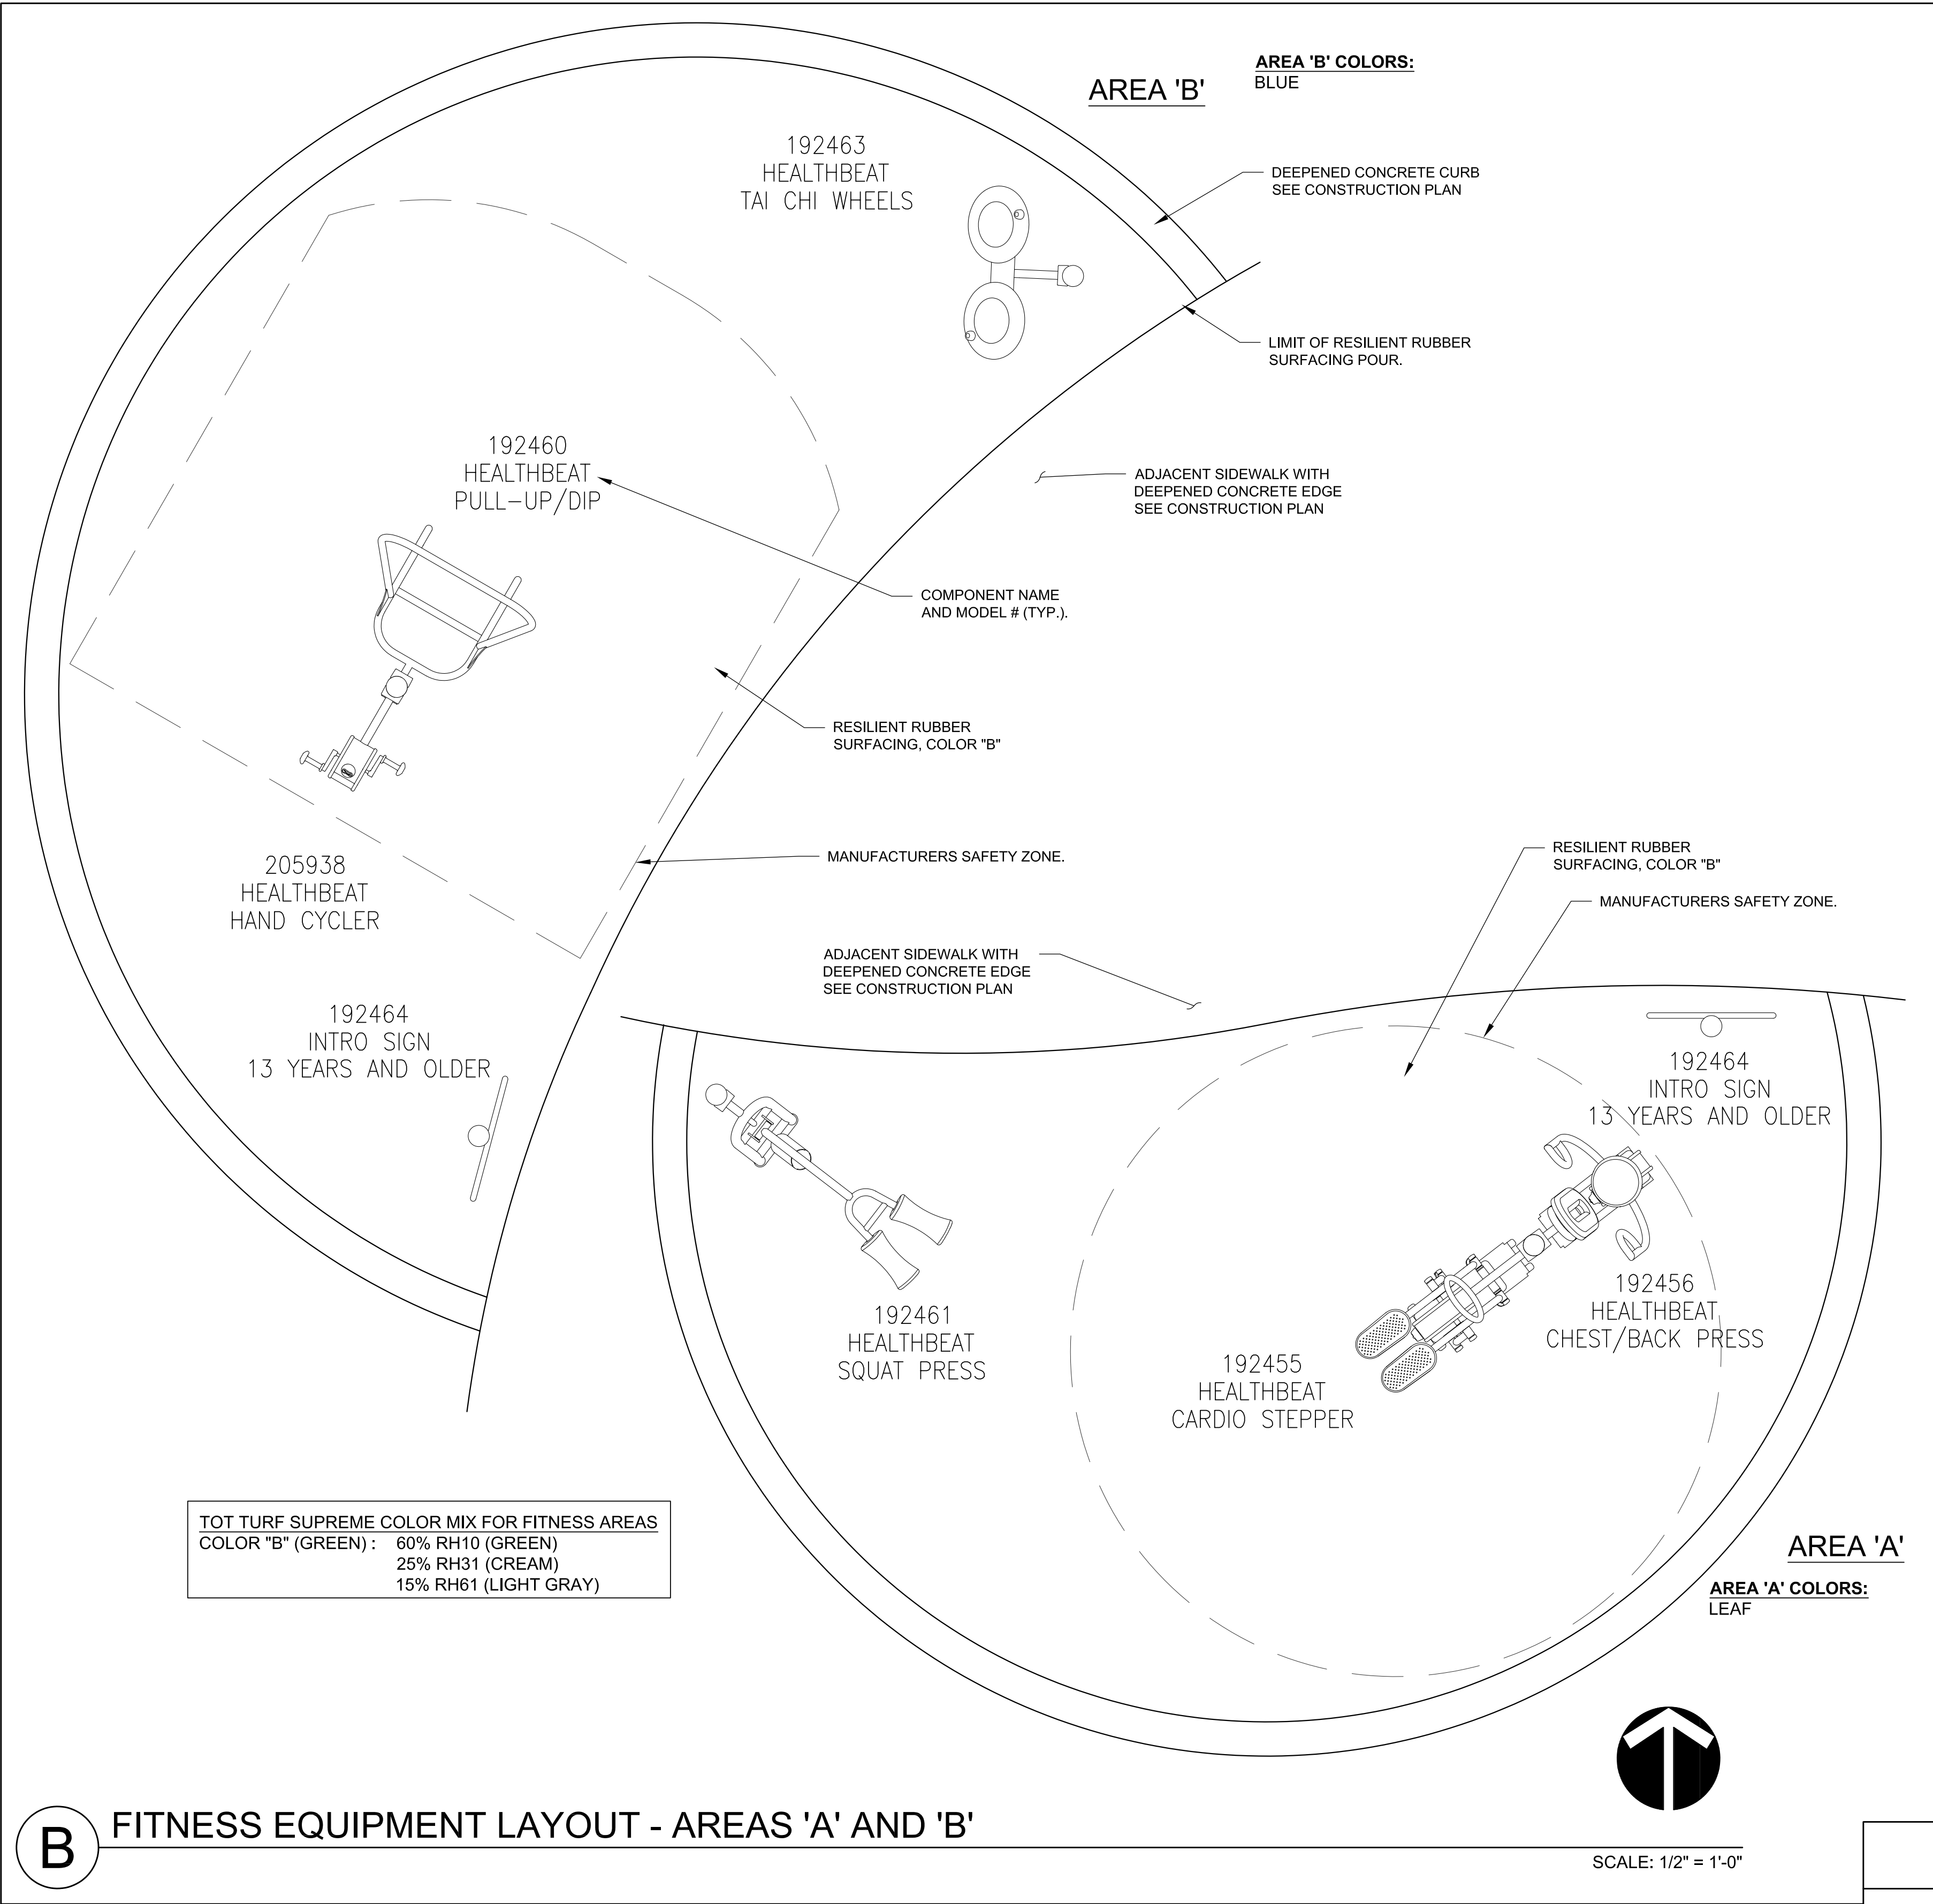 AREA 'B'
AREA 'B' COLORS:
BLUE
192463
HEALTHBEAT
TAI CHI WHEELS
DEEPENED CONCRETE CURB
SEE CONSTRUCTION PLAN
LIMIT OF RESILIENT RUBBER
SURFACING POUR.
192460
HEALTHBEAT
PULL-UP/DIP
ADJACENT SIDEWALK WITH
DEEPENED CONCRETE EDGE
SEE CONSTRUCTION PLAN
COMPONENT NAME
AND MODEL # (TYP.).
RESILIENT RUBBER
SURFACING, COLOR "B"
MANUFACTURERS SAFETY ZONE.
205938
HEALTHBEAT
HAND CYCLER
RESILIENT RUBBER
SURFACING, COLOR "B"
MANUFACTURERS SAFETY ZONE.
ADJACENT SIDEWALK WITH
DEEPENED CONCRETE EDGE
SEE CONSTRUCTION PLAN
192464
INTRO SIGN
13 YEARS AND OLDER
192464
INTRO SIGN
13 YEARS AND OLDER
192461
HEALTHBEAT
SQUAT PRESS
192456
HEALTHBEAT
CHEST/BACK PRESS
192455
HEALTHBEAT
CARDIO STEPPER
TOT TURF SUPREME COLOR MIX FOR FITNESS AREAS
COLOR "B" (GREEN) : 60% RH10 (GREEN)
25% RH31 (CREAM)
15% RH61 (LIGHT GRAY)
AREA 'A'
AREA 'A' COLORS:
LEAF
B
FITNESS EQUIPMENT LAYOUT - AREAS 'A' AND 'B'
SCALE: 1/2" = 1'-0"